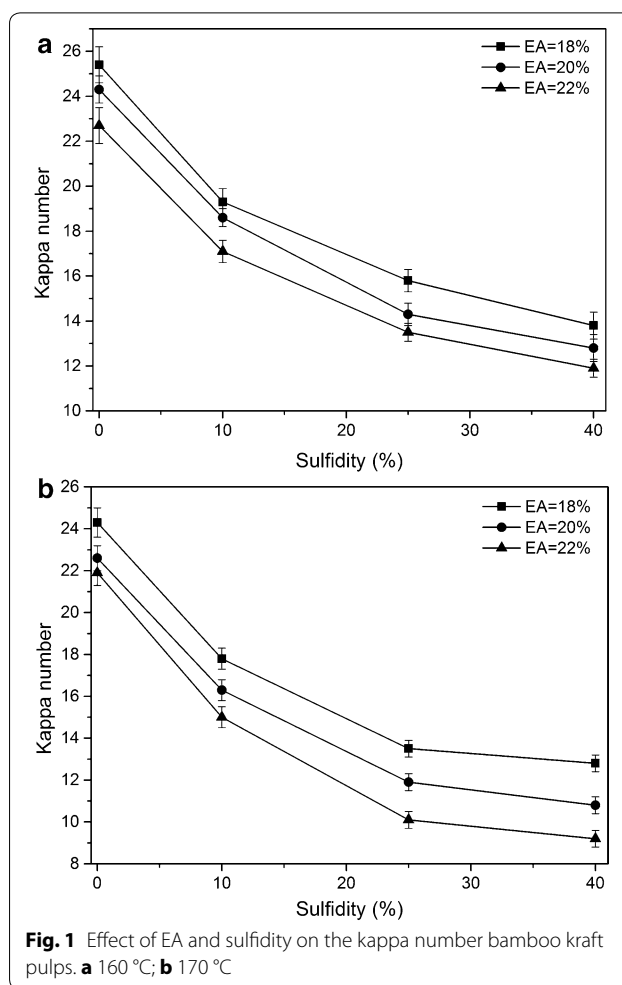 a
26
24
22
20
18
16
14
12
10
Kappa number
EA=18%
EA=20%
EA=22%
0 10 20 30 40
Sulfidity (%)
b
26
24
22
20
18
16
14
12
10
8
Kappa number
EA=18%
EA=20%
EA=22%
0 10 20 30 40
Sulfidity (%)
Fig. 1 Effect of EA and sulfidity on the kappa number bamboo kraft
pulps. a 160 °C; b 170 °C